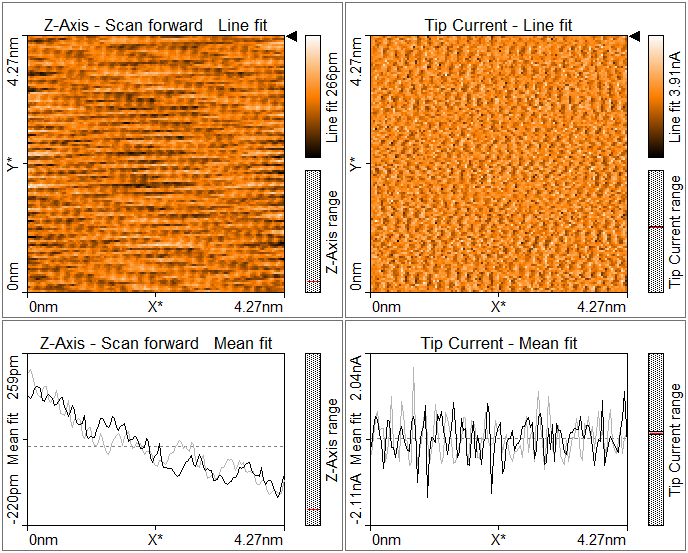 Z-Axis - Scan forward Line fit
4.27nm
Y*
0nm
0nm X* 4.27nm
Line fit 266pm
Z-Axis range
Tip Current - Line fit
4.27nm
Y*
0nm
0nm X* 4.27nm
Line fit 3.91nA
Tip Current range
Z-Axis - Scan forward Mean fit
259pm
Mean fit
-220pm
0nm X* 4.27nm
Z-Axis range
Tip Current - Mean fit
2.04nA
Mean fit
-2.11nA
0nm X* 4.27nm
Tip Current range